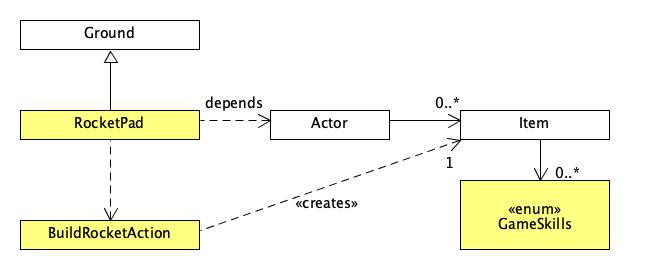 Ground
depends
0..*
RocketPad
Actor
Item
1
0..*
«creates»
«enum»
GameSkills
BuildRocketAction